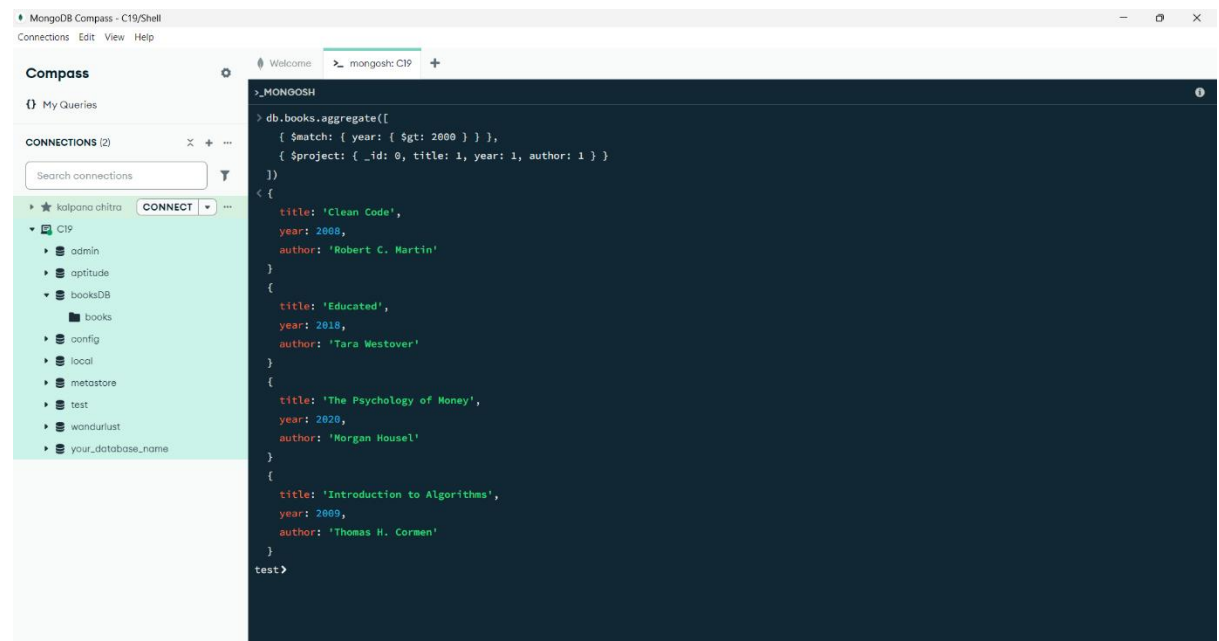 MongoDB Compass - C19/Shell
Connections Edit View Help
Compass
{} My Queries
CONNECTIONS (2)
Search connections
kalpana chitra CONNECT
C19
admin
aptitude
booksDB
books
config
local
metastore
test
wandurlust
your_database_name
Welcome
>_ mongosh: C19
>_MONGOSH
> db.books.aggregate([
{ $match: { year: { $gt: 2000 } } },
{ $project: { _id: 0, title: 1, year: 1, author: 1 } }
])
< {
title: 'Clean Code',
year: 2008,
author: 'Robert C. Martin'
}
{
title: 'Educated',
year: 2018,
author: 'Tara Westover'
}
{
title: 'The Psychology of Money',
year: 2020,
author: 'Morgan Housel'
}
{
title: 'Introduction to Algorithms',
year: 2009,
author: 'Thomas H. Cormen'
}
test>